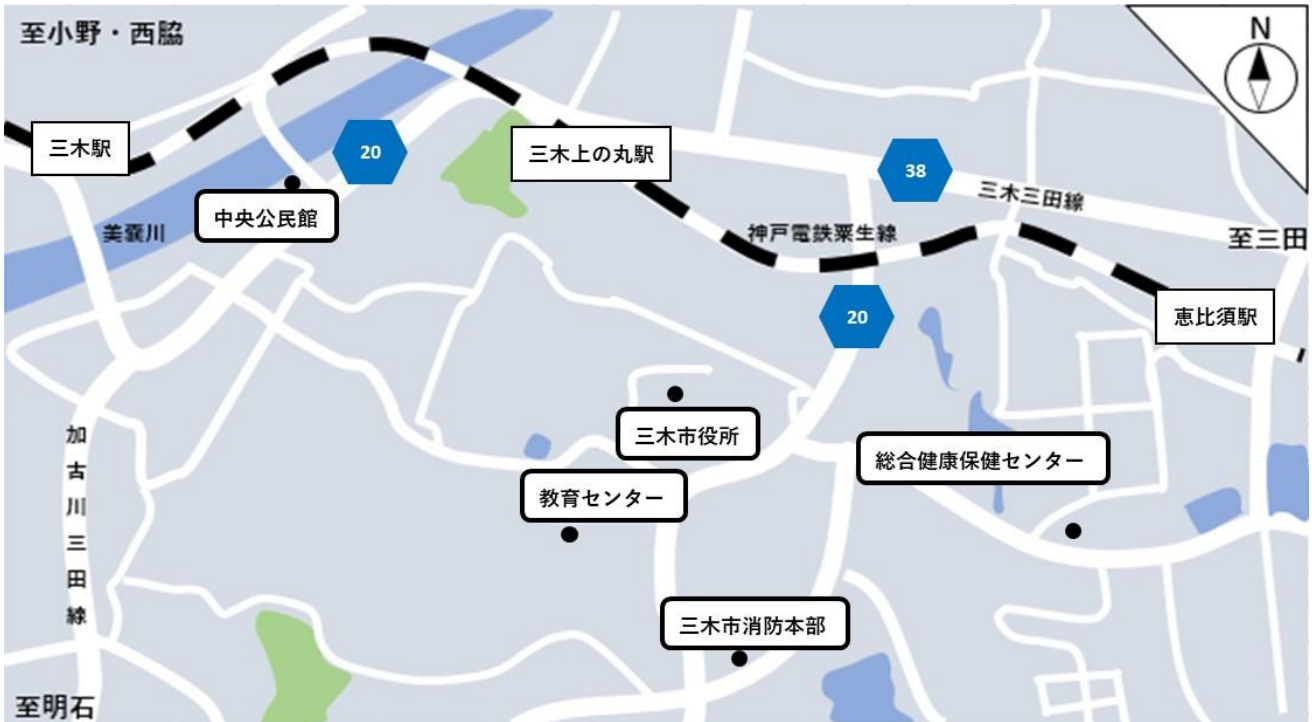 至小野・西脇
N
三木駅
20
三木上の丸駅
38
三木三田線
中央公民館
美嚢川
神戸電鉄粟生線
至三田
20
恵比須駅
三木市役所
加古川三田線
総合健康保健センター
教育センター
三木市消防本部
至明石